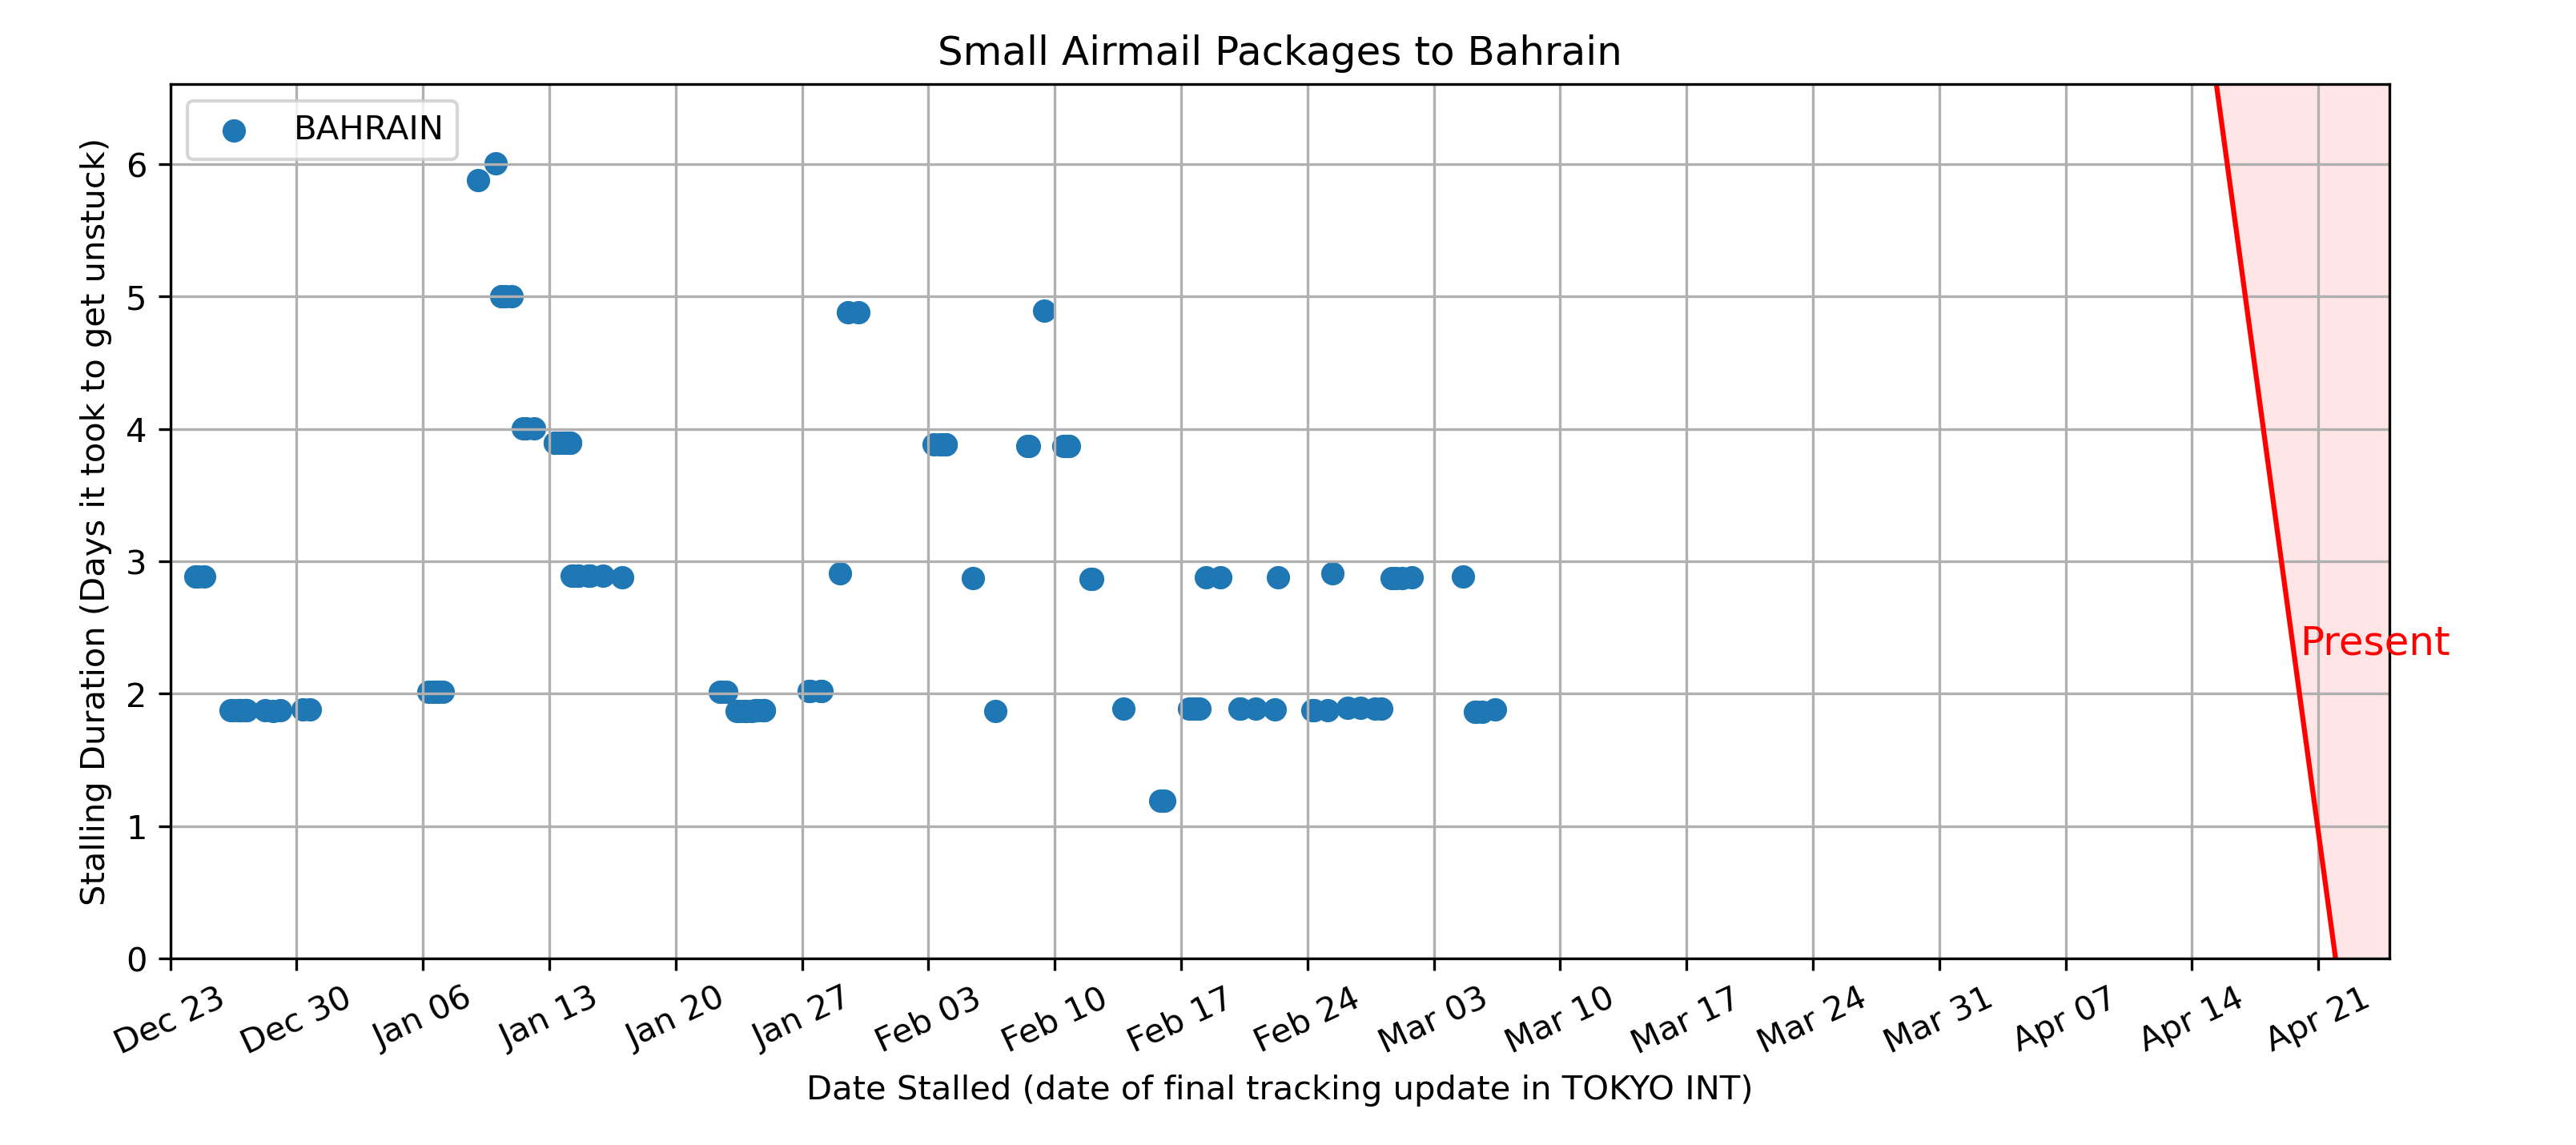 Small Airmail Packages to Bahrain
BAHRAIN
Stalling Duration (Days it took to get unstuck)
6
5
4
3
2
1
0
Present
Dec 23 Dec 30 Jan 06 Jan 13 Jan 20 Jan 27 Feb 03 Feb 10 Feb 17 Feb 24 Mar 03 Mar 10 Mar 17 Mar 24 Mar 31 Apr 07 Apr 14 Apr 21
Date Stalled (date of final tracking update in TOKYO INT)